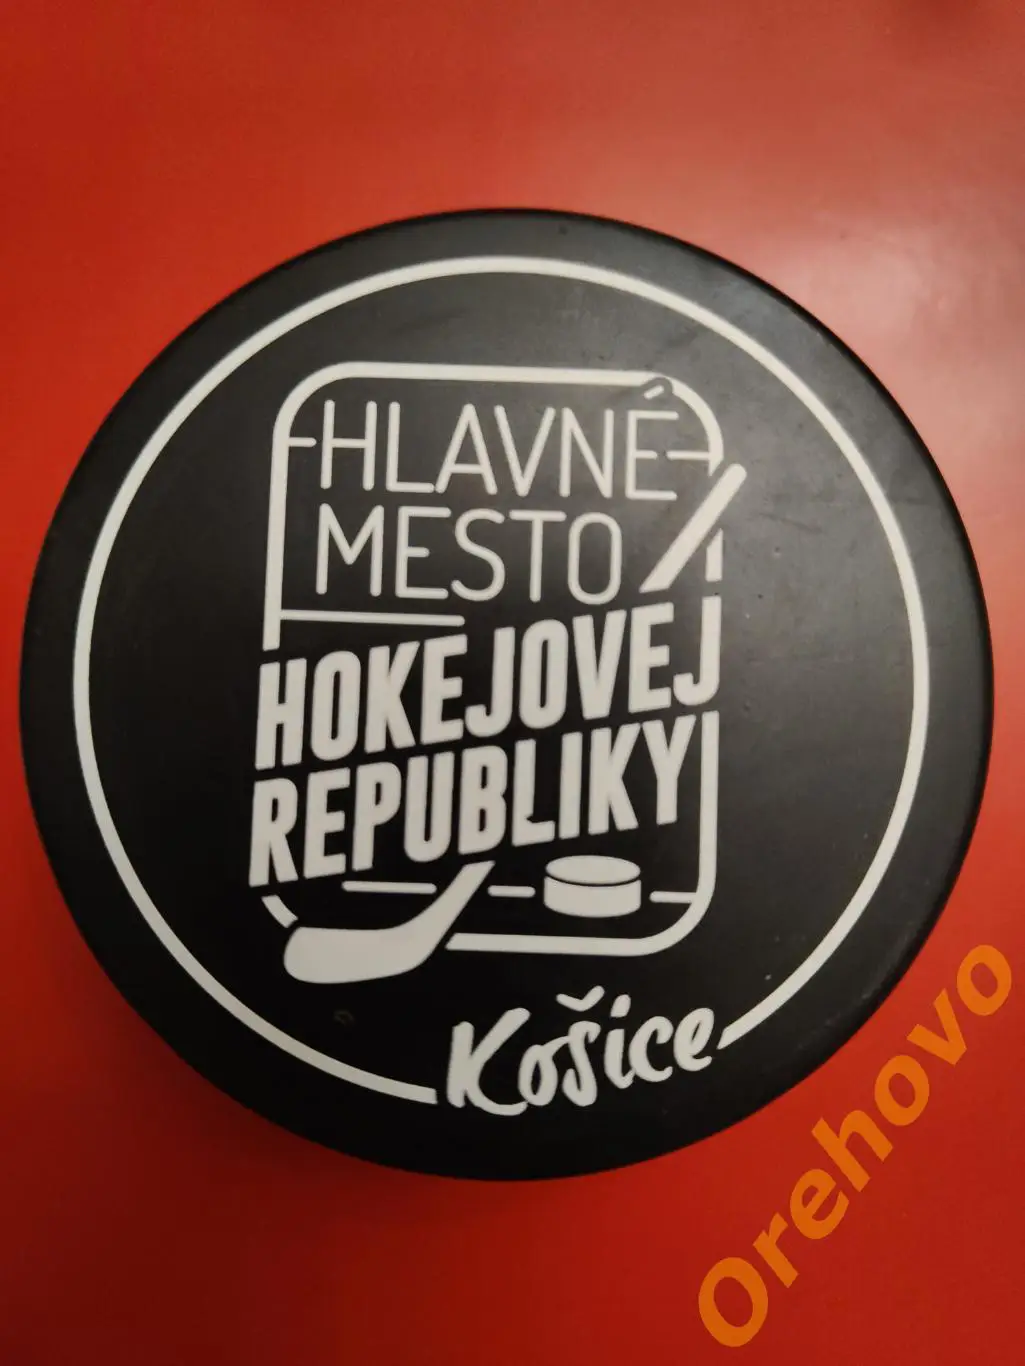 HLAVNÉ
MESTO
HOKEJOVEJ
REPUBLIKY
Košice
Orehovo